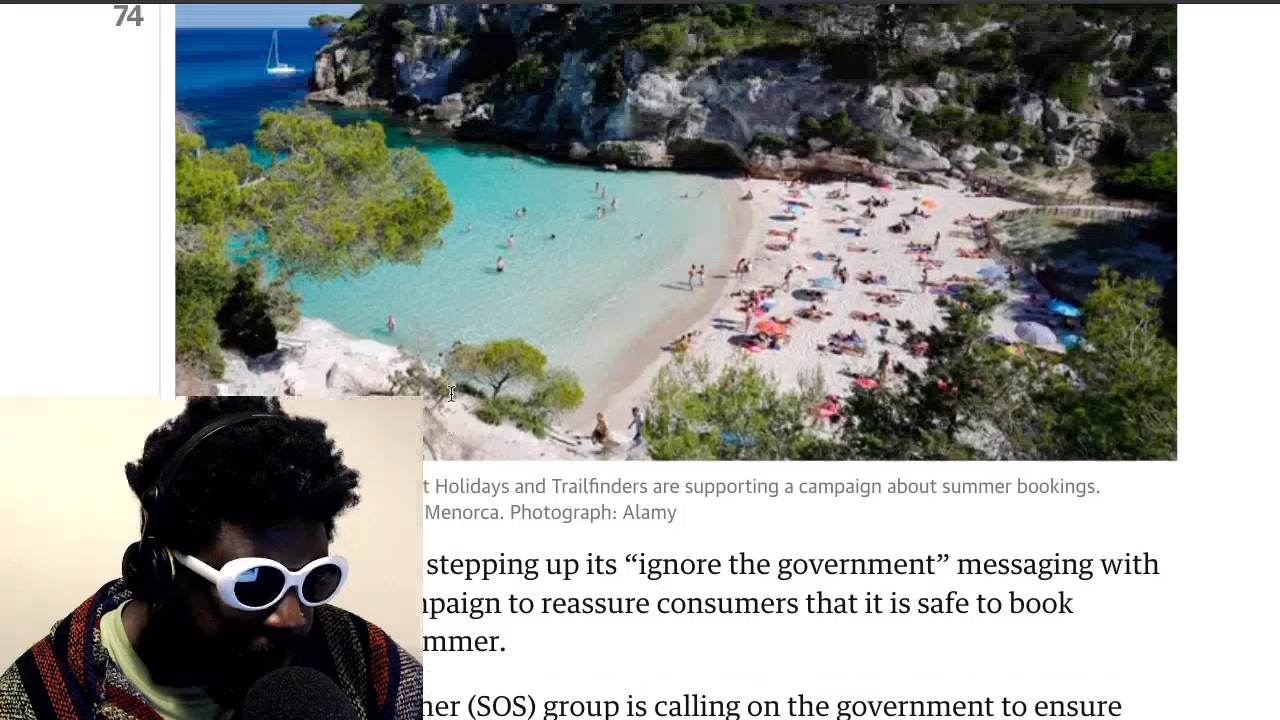 74
t Holidays and Trailfinders are supporting a campaign about summer bookings.
Menorca. Photograph: Alamy
stepping up its “ignore the government” messaging with
paign to reassure consumers that it is safe to book
mmer.
her (SOS) group is calling on the government to ensure